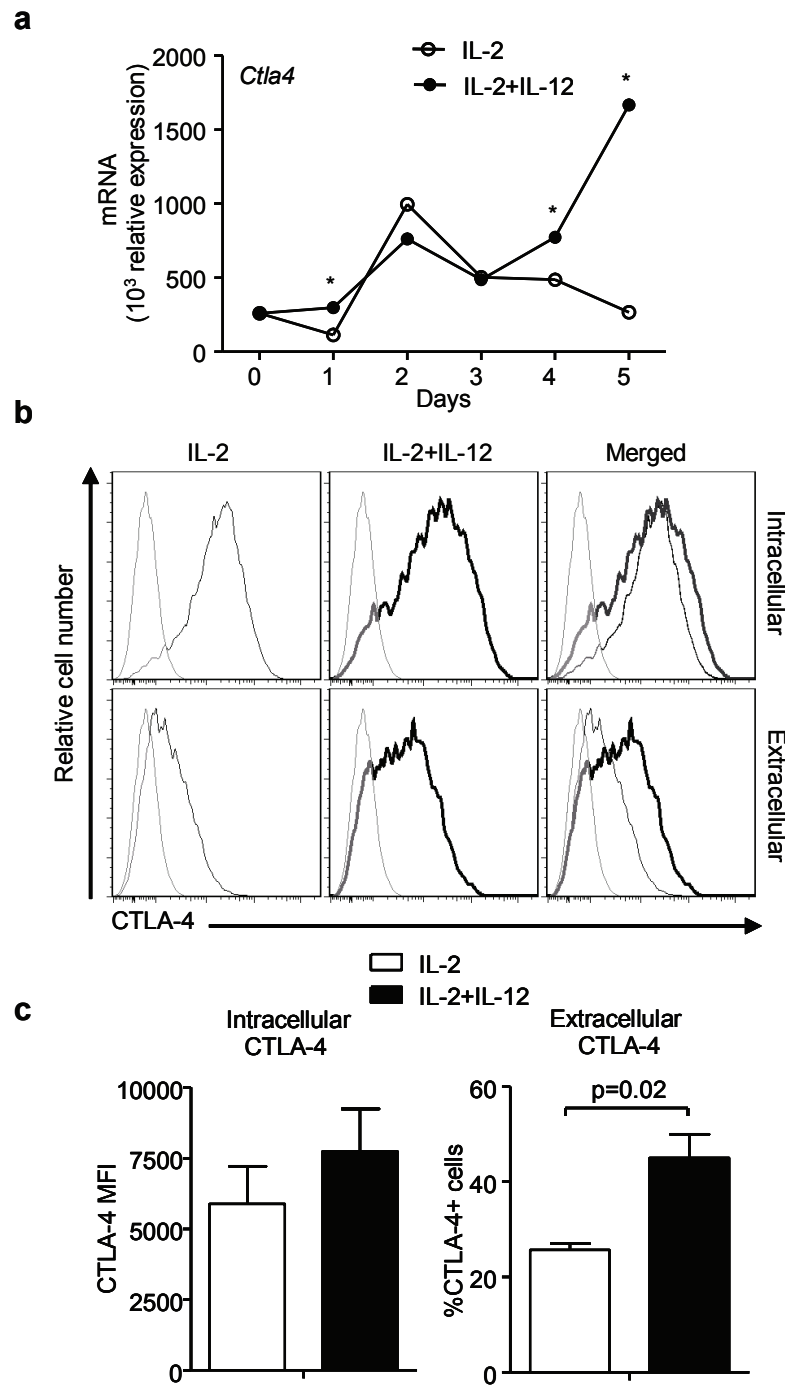 a
Ctla4
IL-2
IL-2+IL-12
mRNA
(10³ relative expression)
2000
1500
1000
500
0
*
*
*
0 1 2 3 4 5
Days
b
IL-2 IL-2+IL-12 Merged
Relative cell number
Intracellular
Extracellular
CTLA-4
IL-2
IL-2+IL-12
c
Intracellular
CTLA-4
CTLA-4 MFI
10000
7500
5000
2500
0
Extracellular
CTLA-4
%CTLA-4+ cells
60
40
20
0
p=0.02